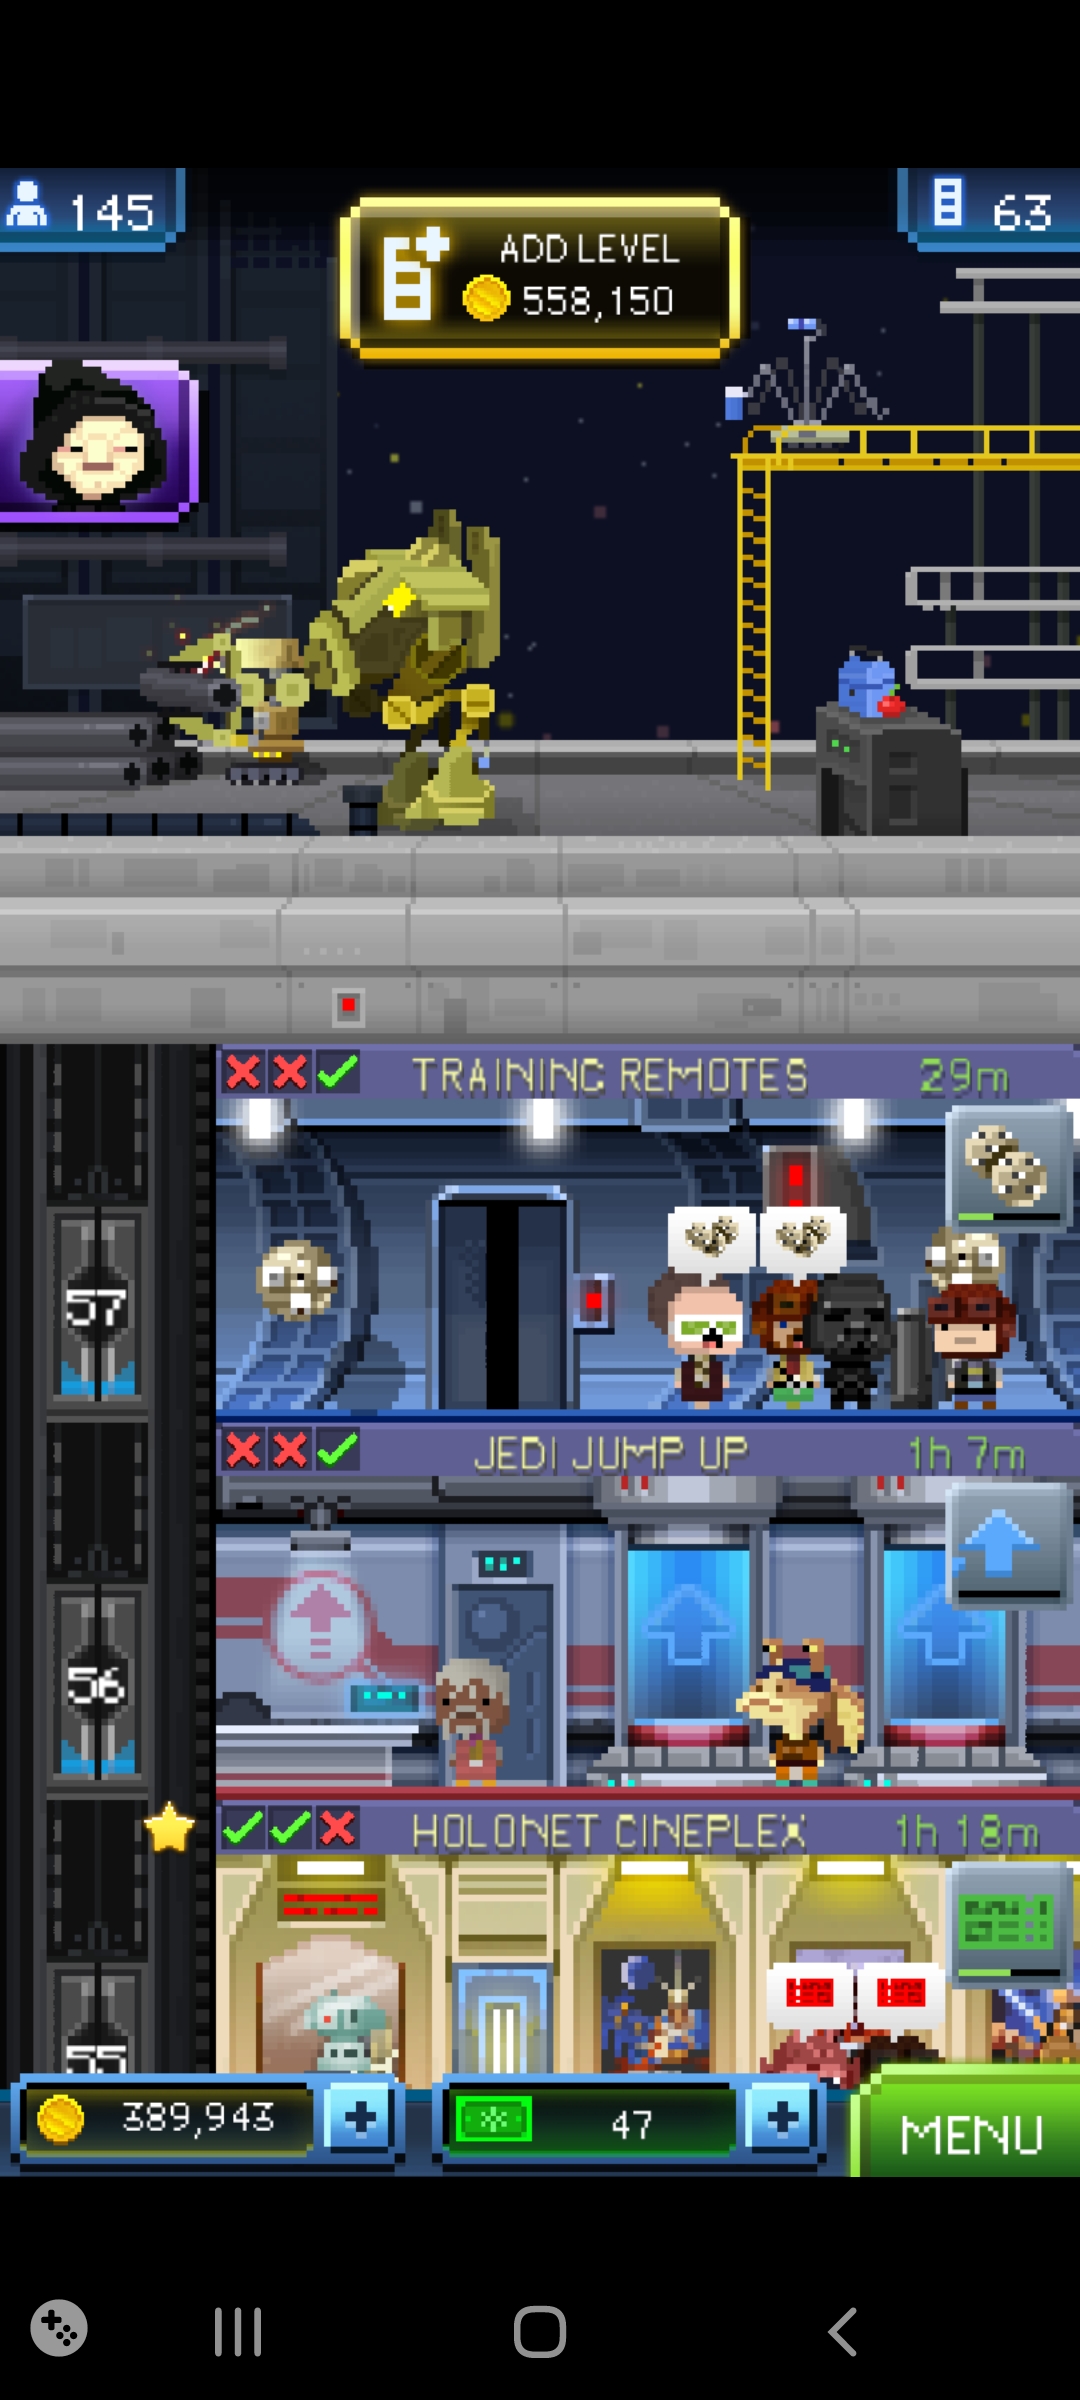 145
ADD LEVEL
558,150
63
TRAINING REMOTES
29m
57
JEDI JUMP UP
1h 7m
56
HOLONET CINEPLEX
1h 18m
55
389,943
47
MENU